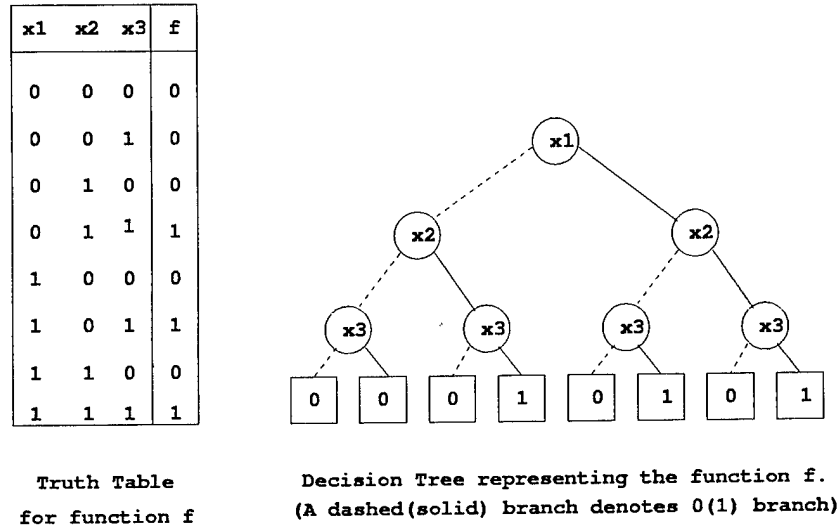 x1 x2 x3 f
0 0 0 0
0 0 1 0
0 1 0 0
0 1 1 1
1 0 0 0
1 0 1 1
1 1 0 0
1 1 1 1
Truth Table
for function f
x1
x2 x2
x3 x3 x3 x3
0 0 0 1 0 1 0 1
Decision Tree representing the function f.
(A dashed(solid) branch denotes 0(1) branch)